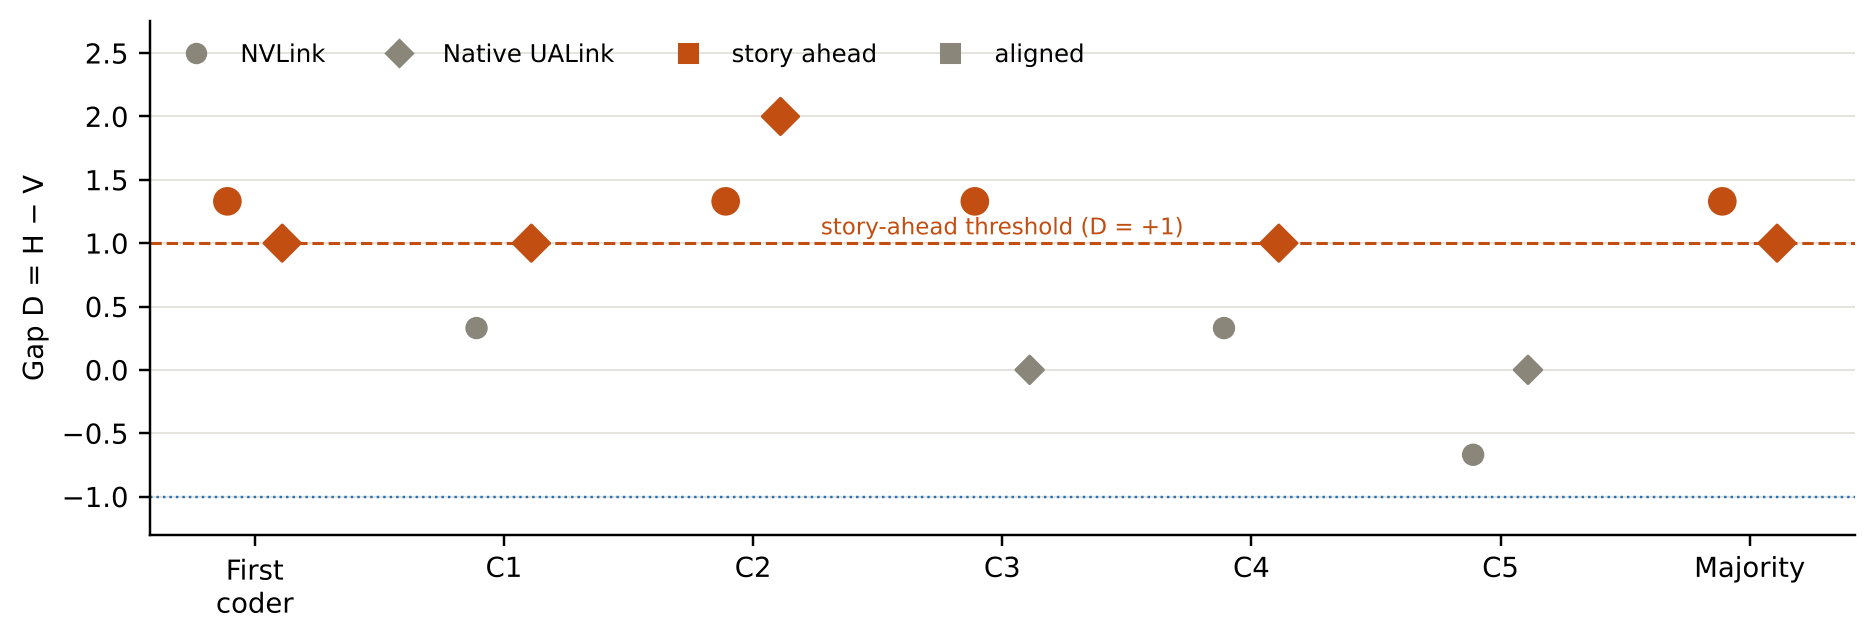 NVLink Native UALink story ahead aligned
2.5
2.0
1.5
1.0
0.5
0.0
−0.5
−1.0
Gap D = H − V
story-ahead threshold (D = +1)
First
coder
C1
C2
C3
C4
C5
Majority